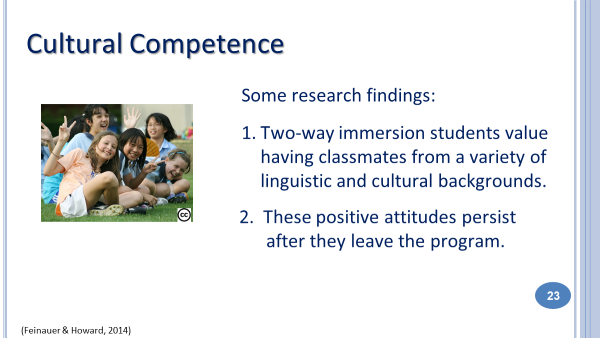 Cultural Competence
Some research findings:
1. Two-way immersion students value
having classmates from a variety of
linguistic and cultural backgrounds.
2. These positive attitudes persist
after they leave the program.
cc
23
(Feinauer & Howard, 2014)